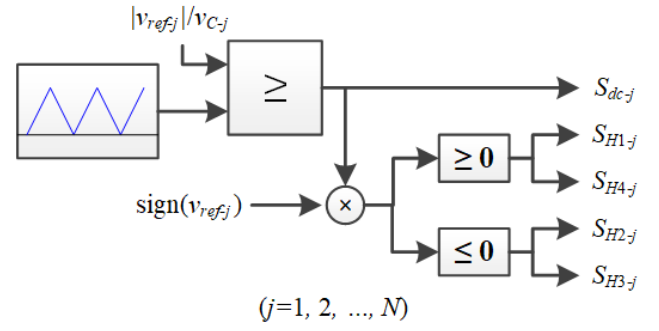 |v_ref-j|/v_C-j
≥
S_dc-j
≥ 0
S_H1-j
S_H4-j
sign(v_ref-j)
×
≤ 0
S_H2-j
S_H3-j
(j=1, 2, ..., N)